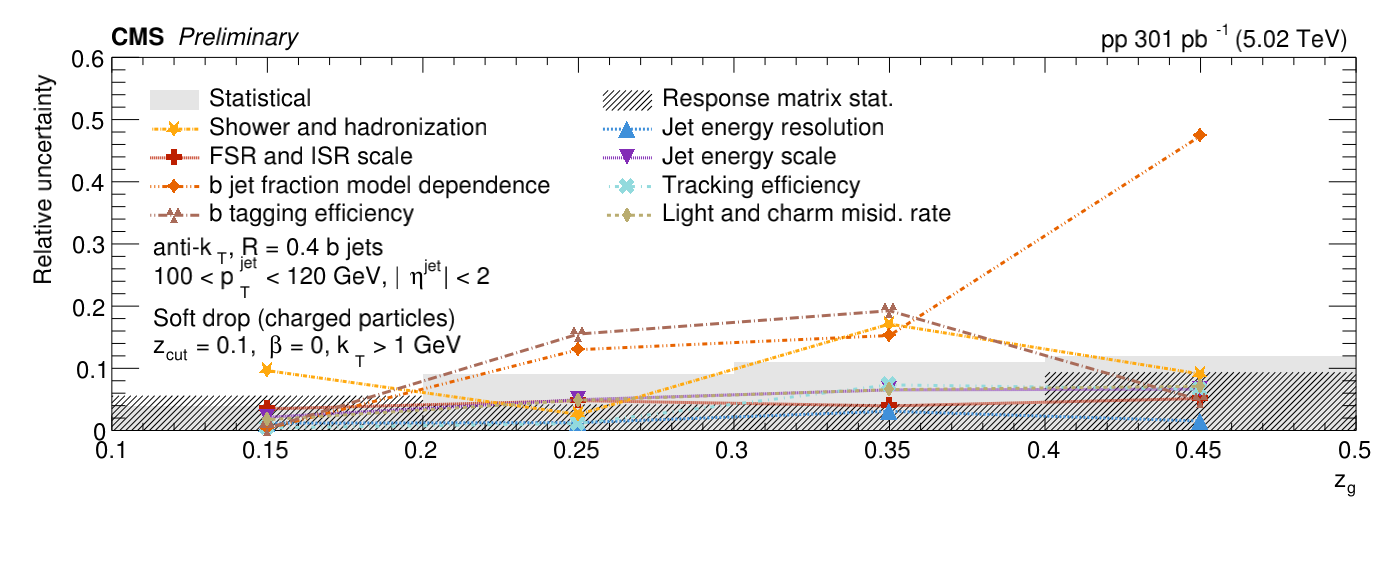 CMS Preliminary
pp 301 pb⁻¹ (5.02 TeV)
Relative uncertainty
0.6
0.5
0.4
0.3
0.2
0.1
0
Statistical
Shower and hadronization
FSR and ISR scale
b jet fraction model dependence
b tagging efficiency
Response matrix stat.
Jet energy resolution
Jet energy scale
Tracking efficiency
Light and charm misid. rate
anti-k_T, R = 0.4 b jets
100 < p_T^jet < 120 GeV, | η^jet| < 2
Soft drop (charged particles)
z_cut = 0.1, β = 0, k_T > 1 GeV
0.1 0.15 0.2 0.25 0.3 0.35 0.4 0.45 0.5
z_g